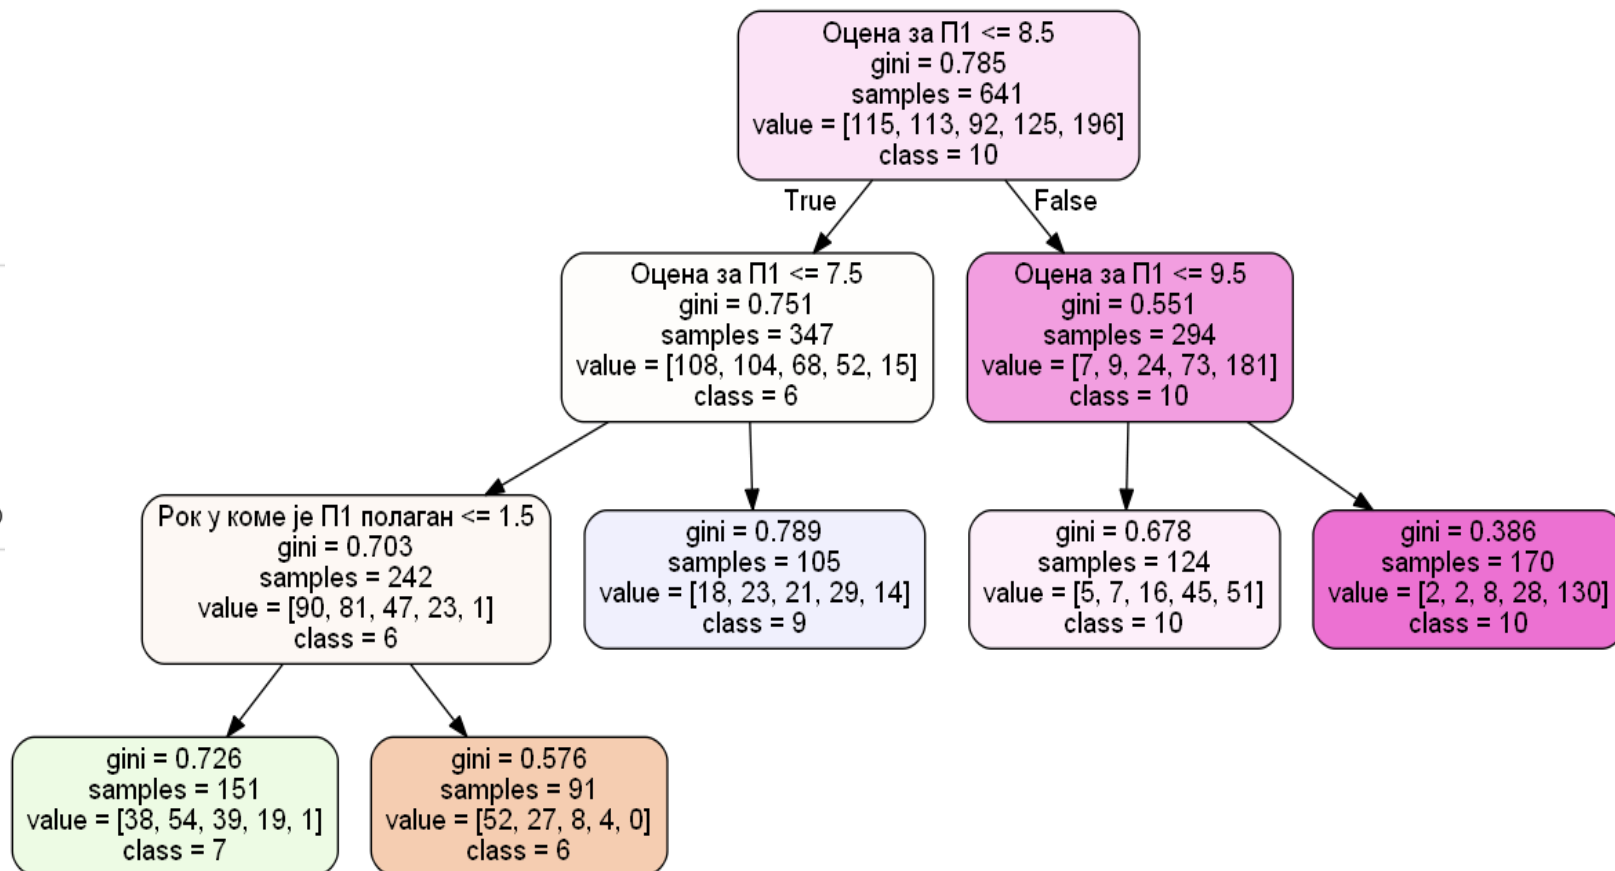 Оцена за П1 <= 8.5
gini = 0.785
samples = 641
value = [115, 113, 92, 125, 196]
class = 10
True
False
Оцена за П1 <= 7.5
gini = 0.751
samples = 347
value = [108, 104, 68, 52, 15]
class = 6
Оцена за П1 <= 9.5
gini = 0.551
samples = 294
value = [7, 9, 24, 73, 181]
class = 10
Рок у коме је П1 полаган <= 1.5
gini = 0.703
samples = 242
value = [90, 81, 47, 23, 1]
class = 6
gini = 0.789
samples = 105
value = [18, 23, 21, 29, 14]
class = 9
gini = 0.678
samples = 124
value = [5, 7, 16, 45, 51]
class = 10
gini = 0.386
samples = 170
value = [2, 2, 8, 28, 130]
class = 10
gini = 0.726
samples = 151
value = [38, 54, 39, 19, 1]
class = 7
gini = 0.576
samples = 91
value = [52, 27, 8, 4, 0]
class = 6